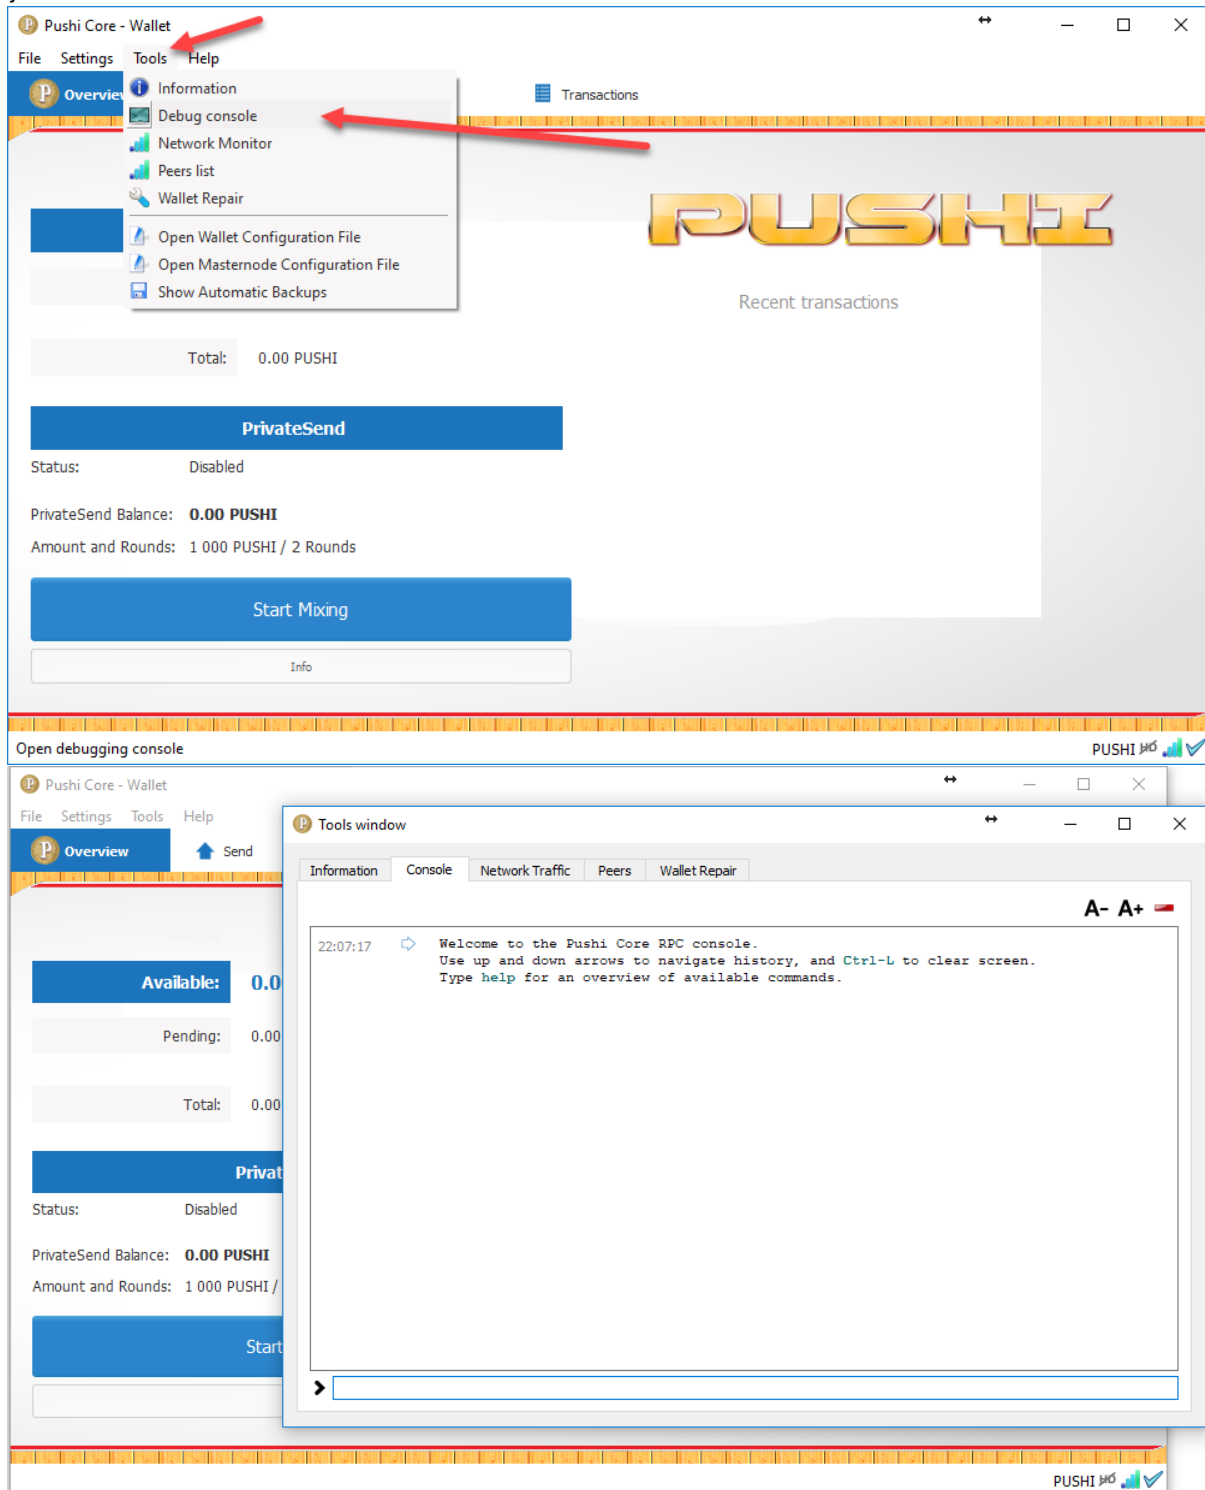 Pushi Core - Wallet
File Settings Tools Help
Overview
Transactions
Information
Debug console
Network Monitor
Peers list
Wallet Repair
Open Wallet Configuration File
Open Masternode Configuration File
Show Automatic Backups
PUSHI
Recent transactions
Total: 0.00 PUSHI
PrivateSend
Status: Disabled
PrivateSend Balance: 0.00 PUSHI
Amount and Rounds: 1 000 PUSHI / 2 Rounds
Start Mixing
Info
Open debugging console
PUSHI HD
Pushi Core - Wallet
File Settings Tools Help
Overview Send
Available: 0.0
Pending: 0.00
Total: 0.00
Privat
Status: Disabled
PrivateSend Balance: 0.00 PUSHI
Amount and Rounds: 1 000 PUSHI /
Start
Tools window
Information Console Network Traffic Peers Wallet Repair
A- A+
22:07:17 Welcome to the Pushi Core RPC console.
Use up and down arrows to navigate history, and Ctrl-L to clear screen.
Type help for an overview of available commands.
PUSHI HD